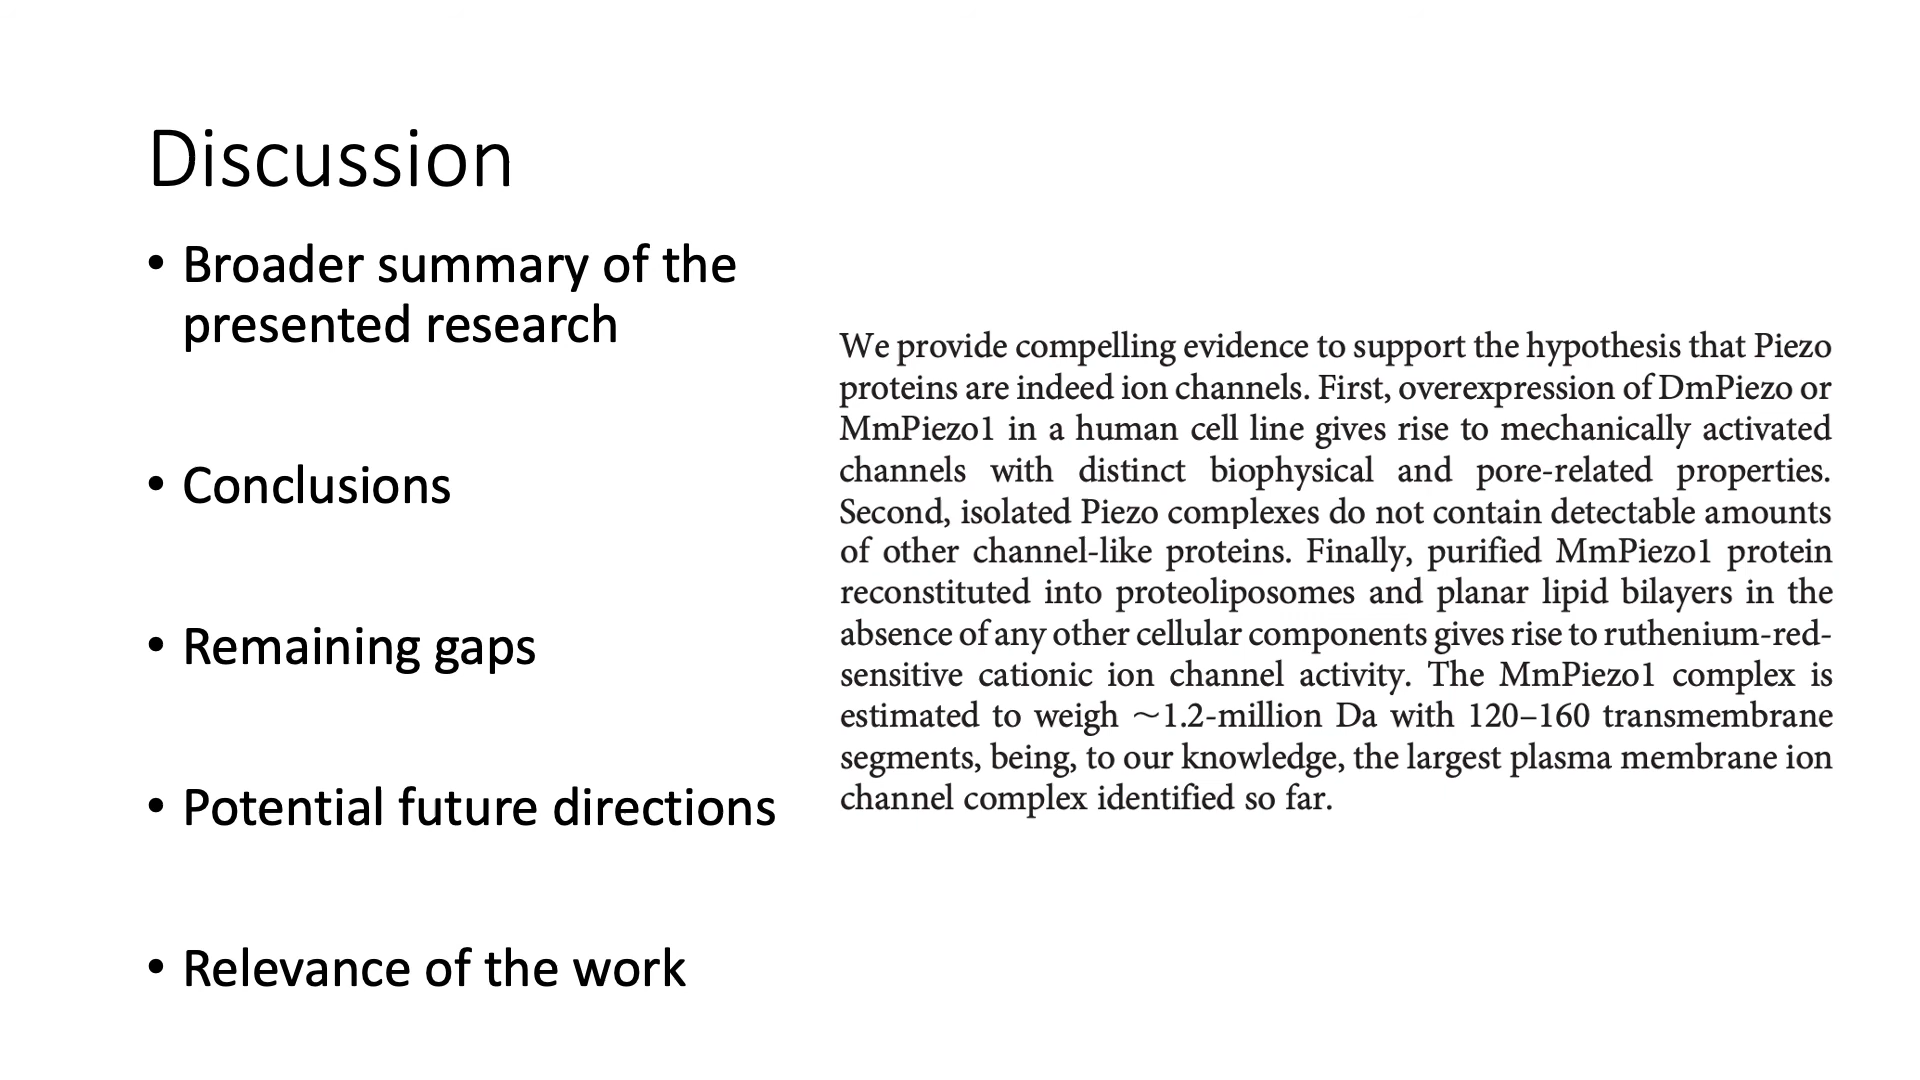 Discussion
• Broader summary of the
presented research
• Conclusions
• Remaining gaps
• Potential future directions
• Relevance of the work
We provide compelling evidence to support the hypothesis that Piezo
proteins are indeed ion channels. First, overexpression of DmPiezo or
MmPiezo1 in a human cell line gives rise to mechanically activated
channels with distinct biophysical and pore-related properties.
Second, isolated Piezo complexes do not contain detectable amounts
of other channel-like proteins. Finally, purified MmPiezo1 protein
reconstituted into proteoliposomes and planar lipid bilayers in the
absence of any other cellular components gives rise to ruthenium-red-
sensitive cationic ion channel activity. The MmPiezo1 complex is
estimated to weigh ~1.2-million Da with 120–160 transmembrane
segments, being, to our knowledge, the largest plasma membrane ion
channel complex identified so far.